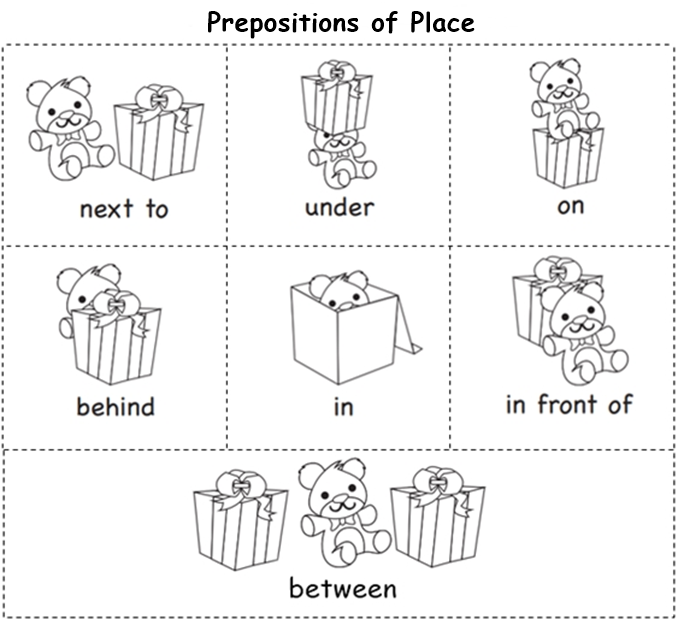 Prepositions of Place
next to
under
on
behind
in
in front of
between